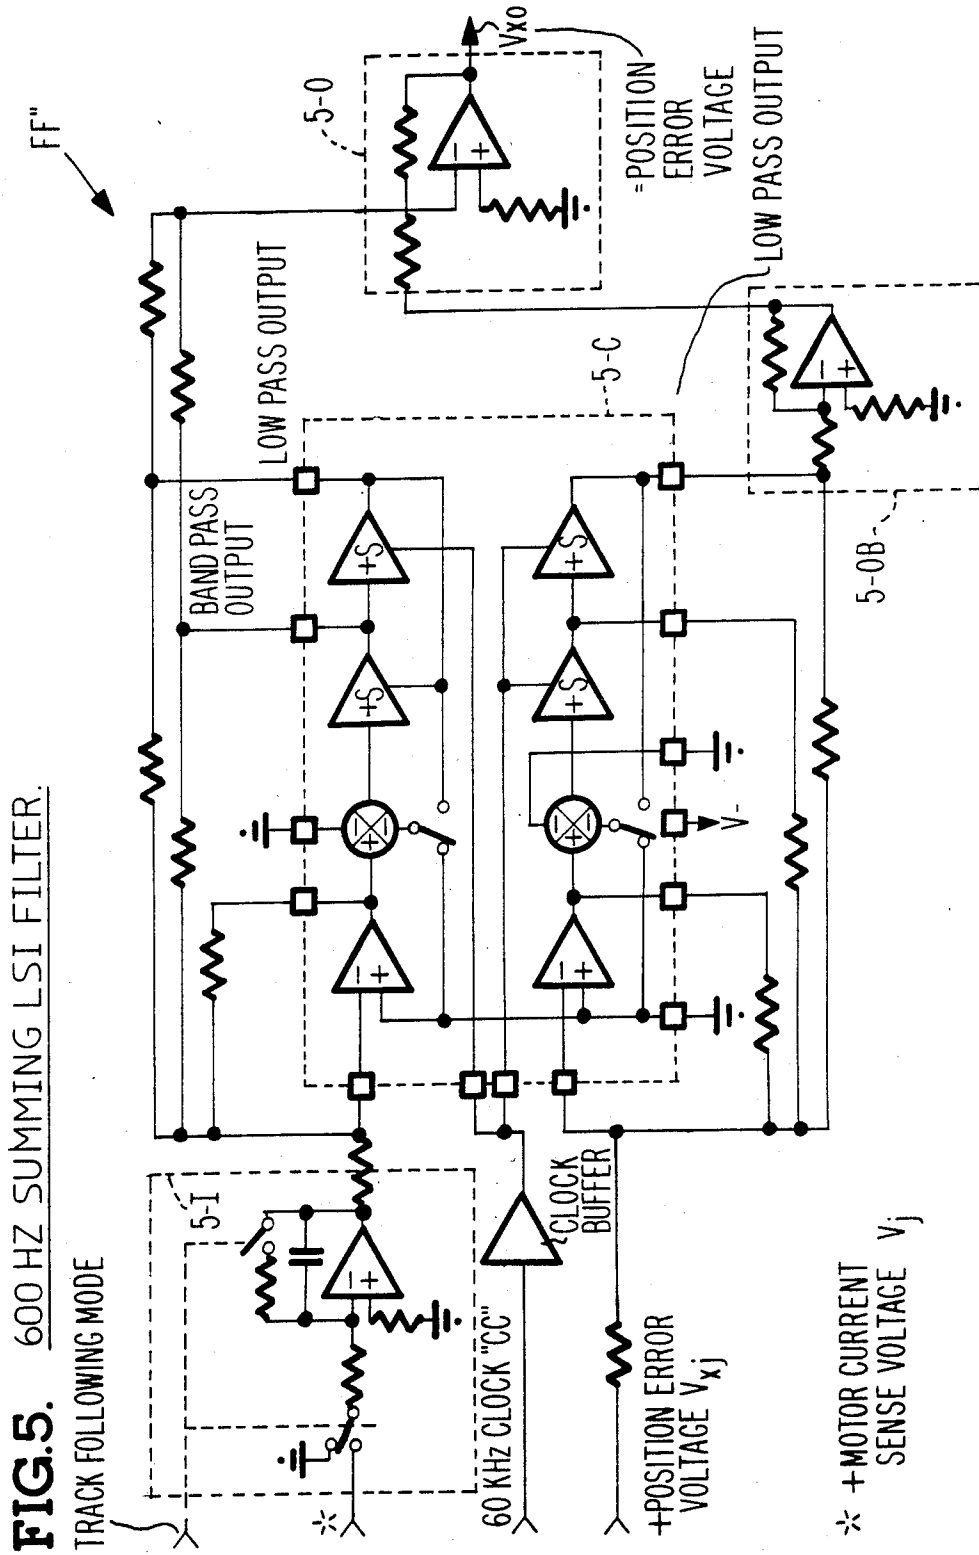 FIG.5. 600 HZ SUMMING LSI FILTER.
FF"
TRACK FOLLOWING MODE
5-I
*
60 KHz CLOCK "CC"
CLOCK
BUFFER
+POSITION ERROR
VOLTAGE Vxj
* +MOTOR CURRENT
SENSE VOLTAGE Vj
BAND PASS
OUTPUT
LOW PASS OUTPUT
5-C
LOW PASS OUTPUT
5-O
Vxo
=POSITION
ERROR
VOLTAGE
5-OB
V-
- +
- +
+ - -
+S
+S
- +
+ - -
+S
+S
- +
- +